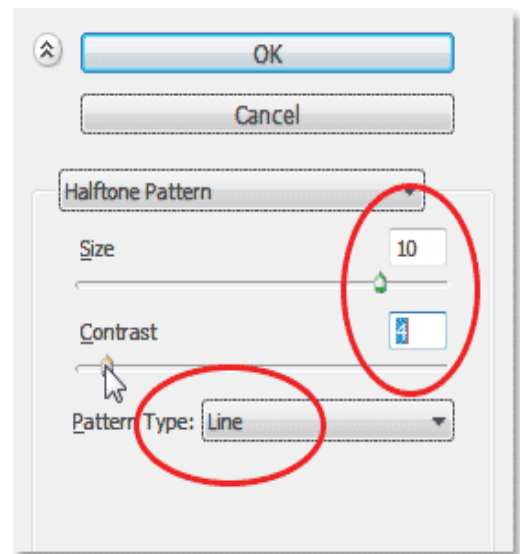 OK
Cancel
Halftone Pattern
Size 10
Contrast 4
Pattern Type: Line